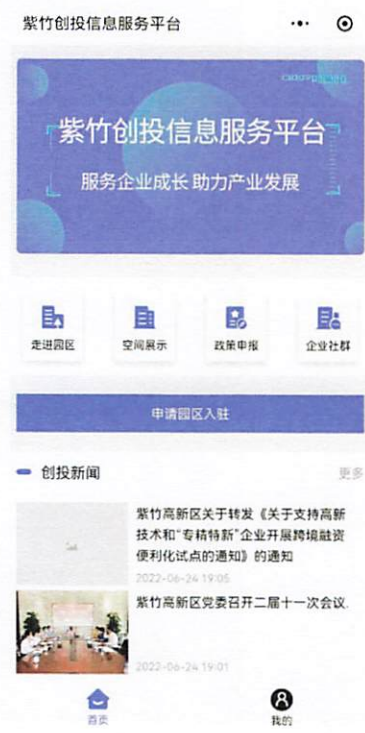 紫竹创投信息服务平台
紫竹创投信息服务平台
服务企业成长 助力产业发展
走进园区
空间展示
政策申报
企业社群
申请园区入驻
创投新闻
更多
紫竹高新区关于转发《关于支持高新
技术和“专精特新”企业开展跨境融资
便利化试点的通知》的通知
2022-06-24 19:05
紫竹高新区党委召开二届十一次会议.
2022-06-24 19:01
首页
我的